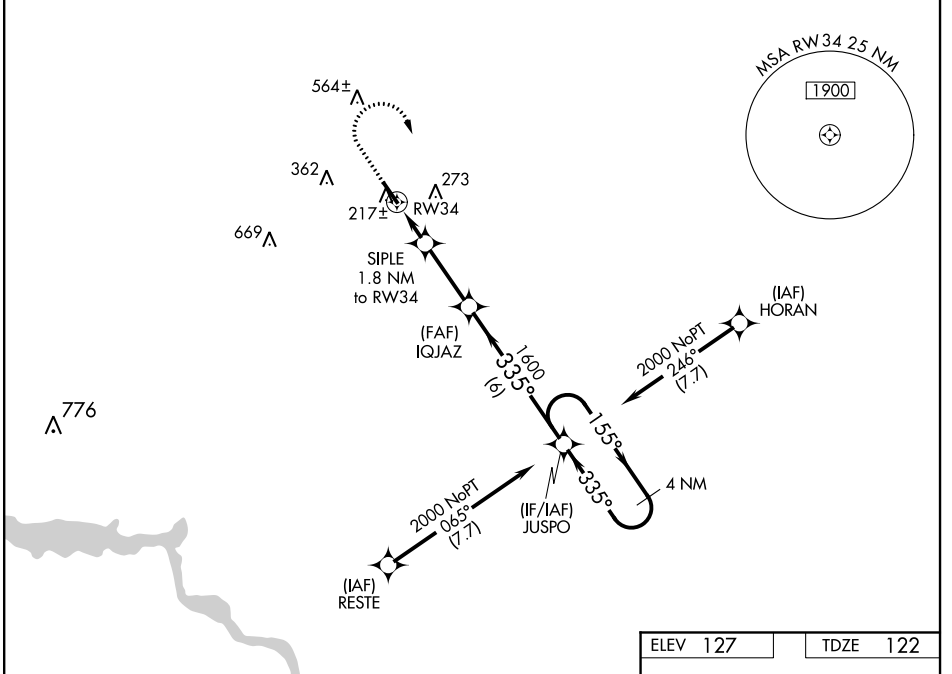 MSA RW34 25 NM
1900
564±
362
273
217±
RW34
669
SIPLE
1.8 NM
to RW34
(IAF)
HORAN
(FAF)
IQJAZ
2000 NoPT
246°
(7.7)
1600
335°
(6)
776
155°
335°
4 NM
(IF/IAF)
JUSPO
2000 NoPT
065°
(7.7)
(IAF)
RESTE
ELEV 127
TDZE 122